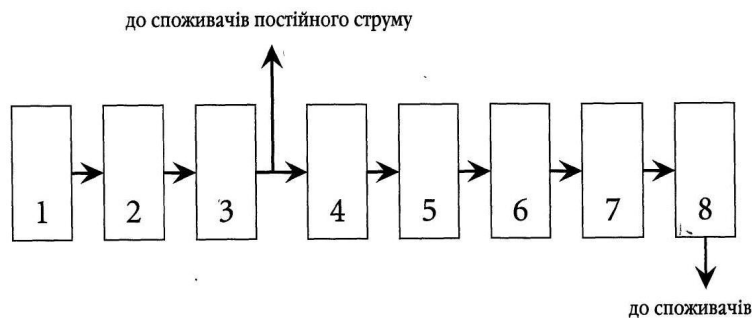 до споживачів постійного струму
1 2 3 4 5 6 7 8
до споживачів